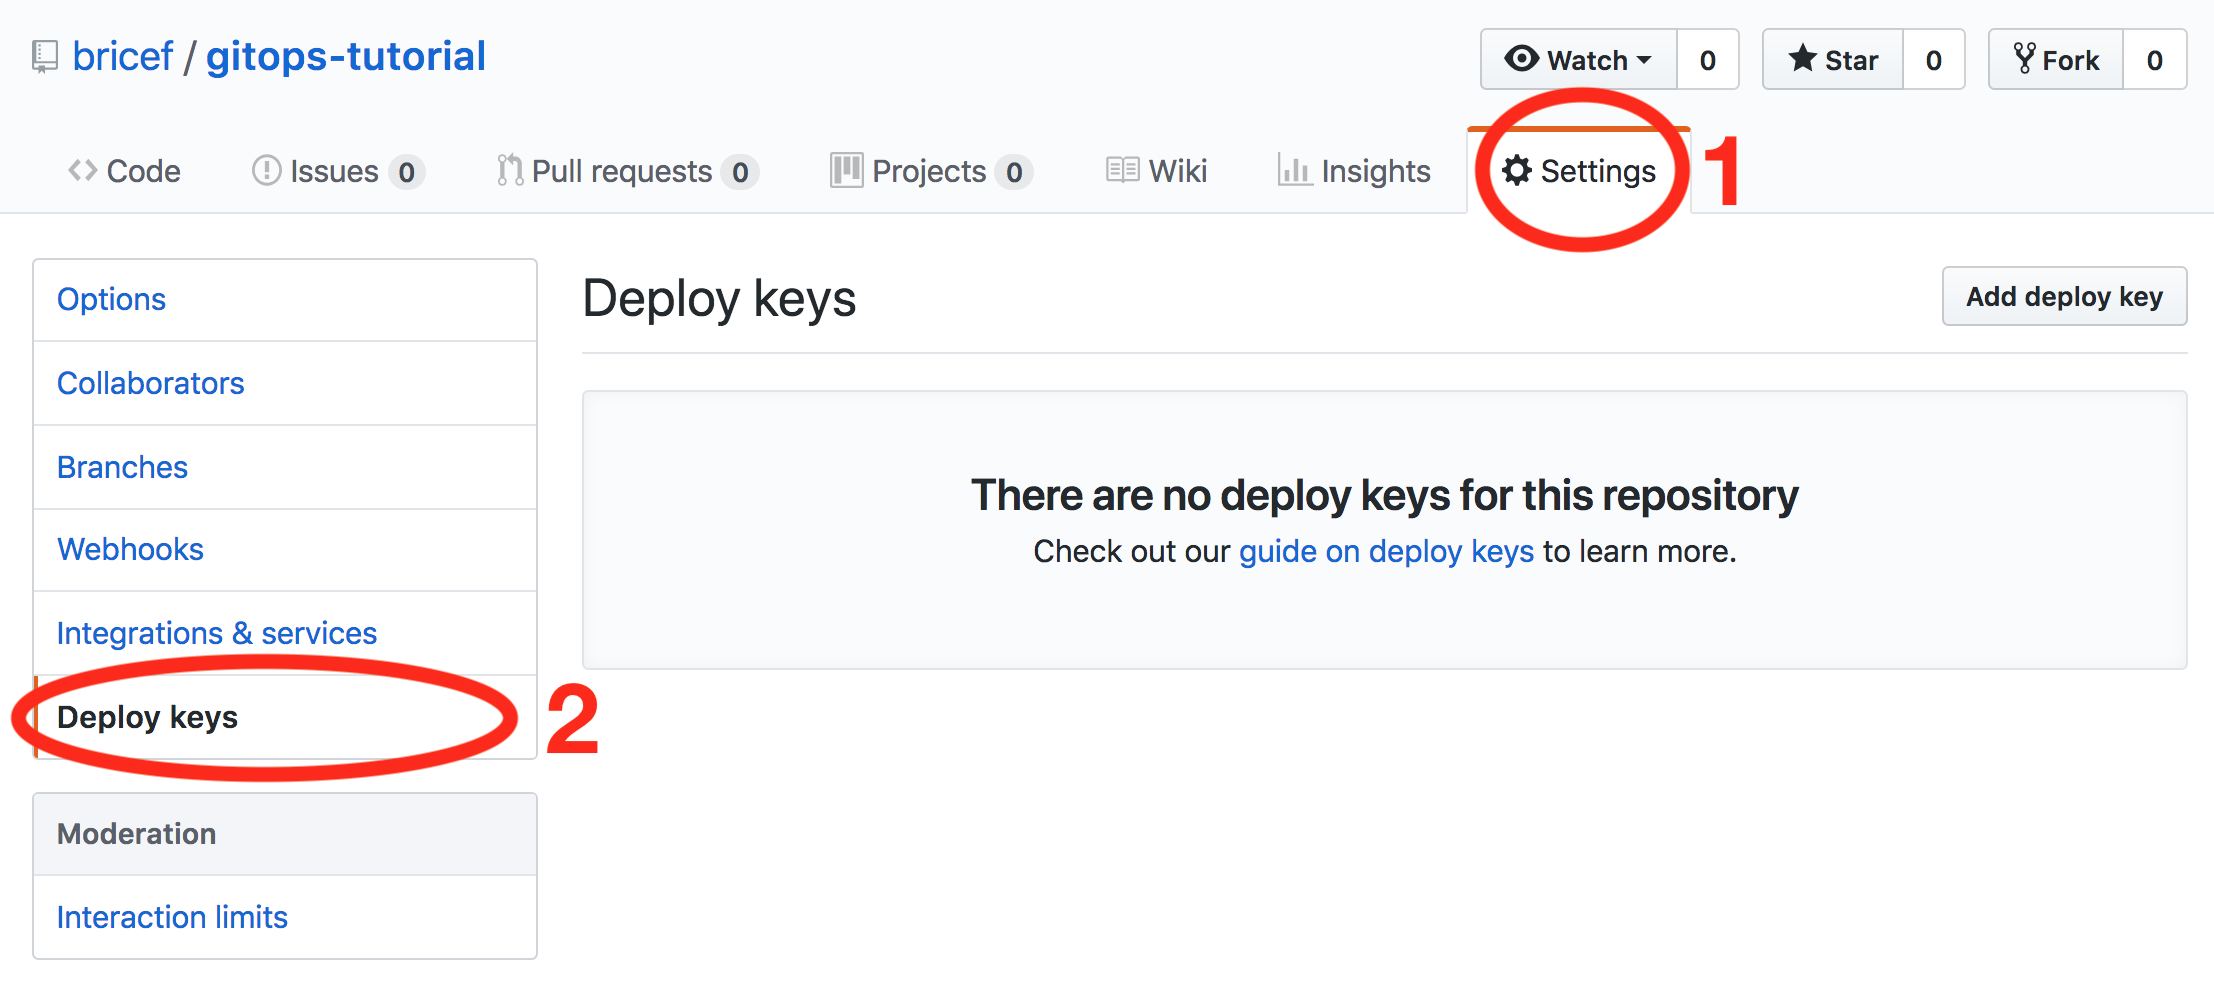 bricef / gitops-tutorial
Watch 0 Star 0 Fork 0
Code Issues 0 Pull requests 0 Projects 0 Wiki Insights Settings 1
Options
Collaborators
Branches
Webhooks
Integrations & services
Deploy keys 2
Moderation
Interaction limits
Deploy keys
Add deploy key
There are no deploy keys for this repository
Check out our guide on deploy keys to learn more.